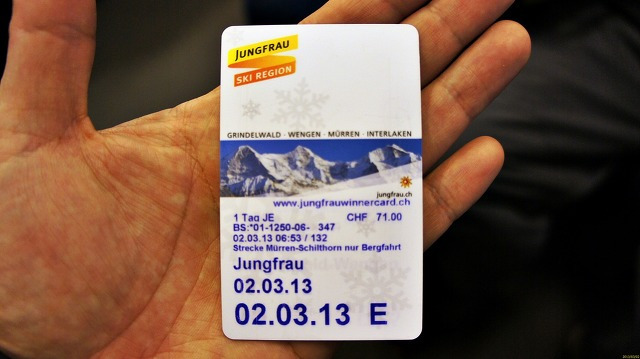 JUNGFRAU
SKI REGION
GRINDELWALD · WENGEN · MÜRREN · INTERLAKEN
jungfrau.ch
www.jungfrauwinnercard.ch
1 Tag JE CHF 71.00
BS:*01-1250-06- 347
02.03.13 06:53 / 132
Strecke Mürren-Schilthorn nur Bergfahrt
Jungfrau
02.03.13
02.03.13 E